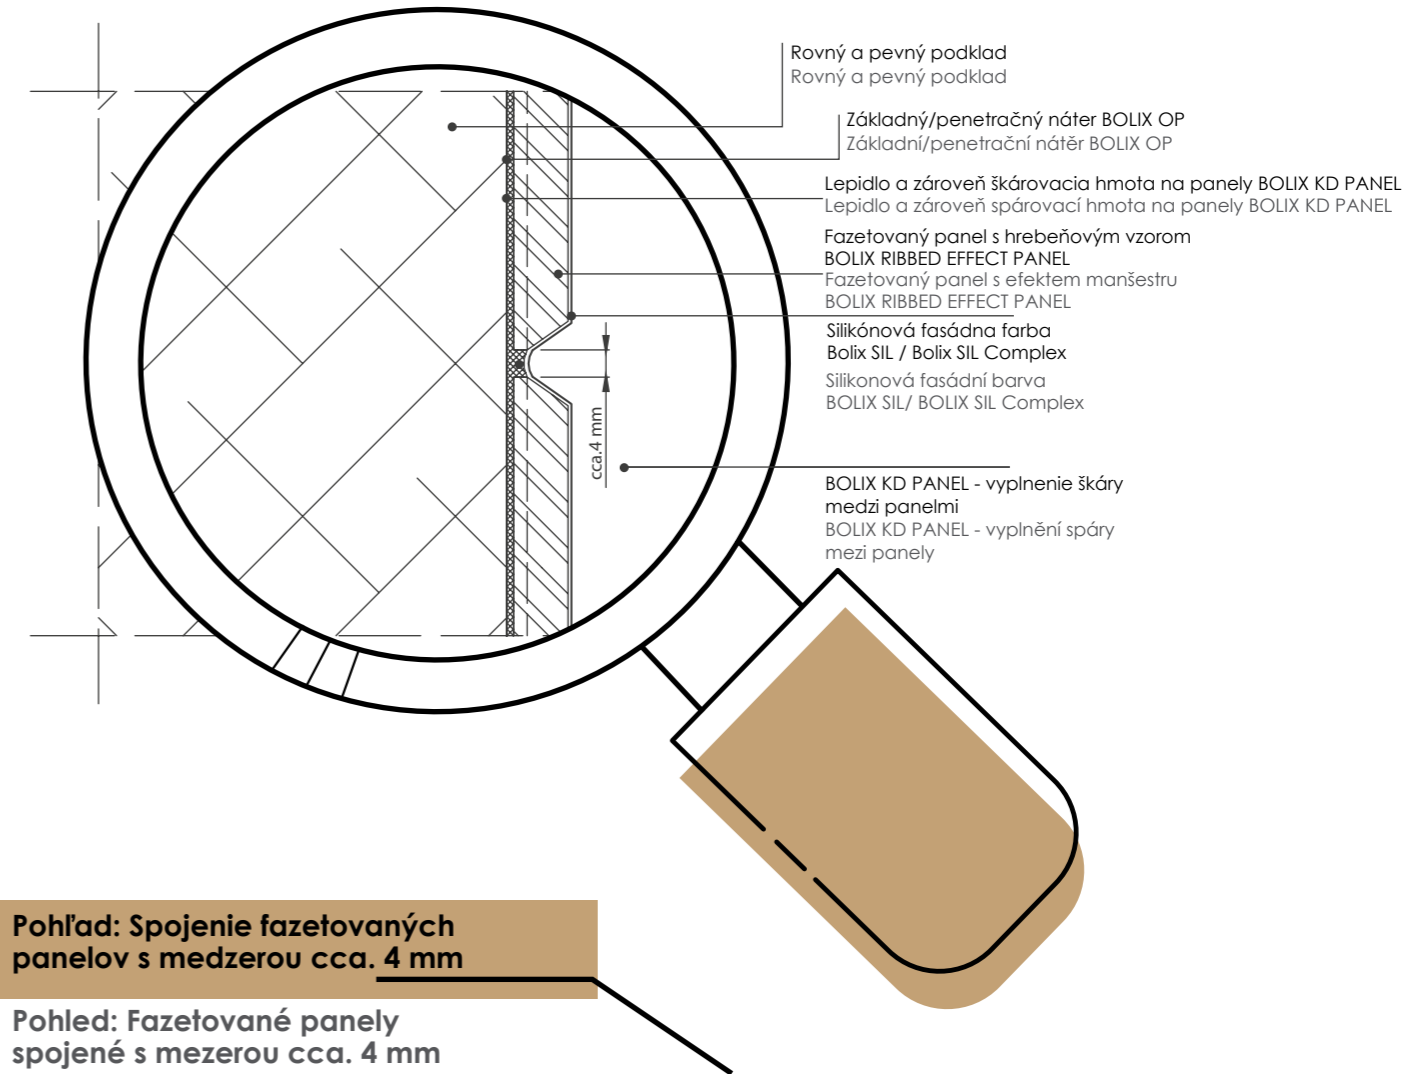 Rovný a pevný podklad
Rovný a pevný podklad
Základný/penetračný náter BOLIX OP
Základní/penetrační nátěr BOLIX OP
Lepidlo a zároveň škárovacia hmota na panely BOLIX KD PANEL
Lepidlo a zároveň spárovací hmota na panely BOLIX KD PANEL
Fazetovaný panel s hrebeňovým vzorom
BOLIX RIBBED EFFECT PANEL
Fazetovaný panel s efektem manšestru
BOLIX RIBBED EFFECT PANEL
Silikónová fasádna farba
Bolix SIL / Bolix SIL Complex
Silikonová fasádní barva
BOLIX SIL/ BOLIX SIL Complex
cca.4 mm
BOLIX KD PANEL - vyplnenie škáry
medzi panelmi
BOLIX KD PANEL - vyplnění spáry
mezi panely
Pohľad: Spojenie fazetovaných
panelov s medzerou cca. 4 mm
Pohled: Fazetované panely
spojené s mezerou cca. 4 mm